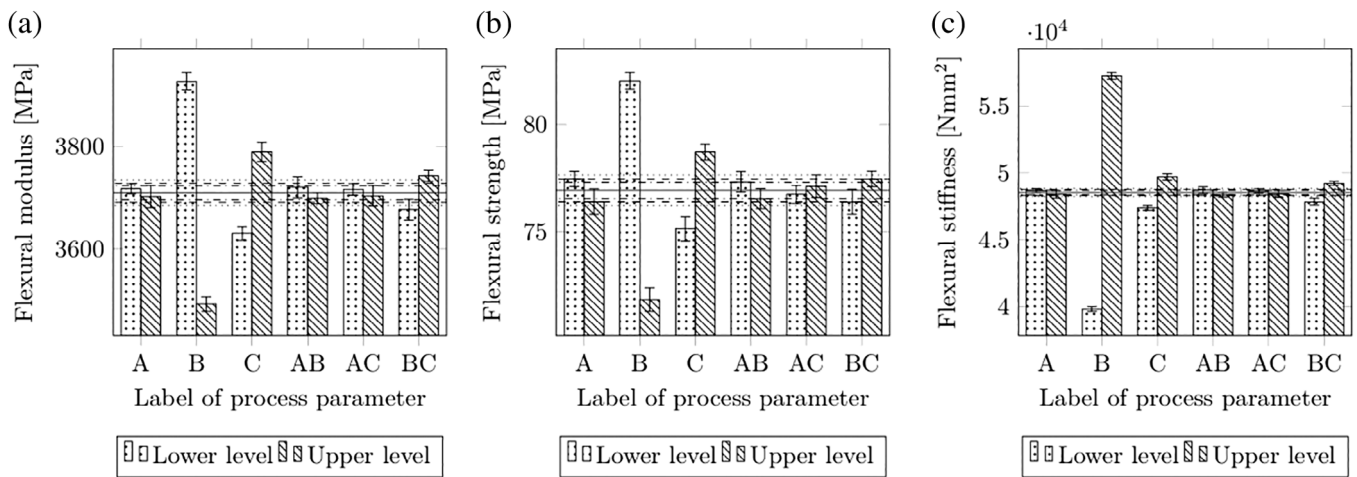 (a)
Flexural modulus [MPa]
3800
3600
A B C AB AC BC
Label of process parameter
Lower level Upper level
(b)
Flexural strength [MPa]
80
75
A B C AB AC BC
Label of process parameter
Lower level Upper level
(c)
·10⁴
Flexural stiffness [Nmm²]
5.5
5
4.5
4
A B C AB AC BC
Label of process parameter
Lower level Upper level